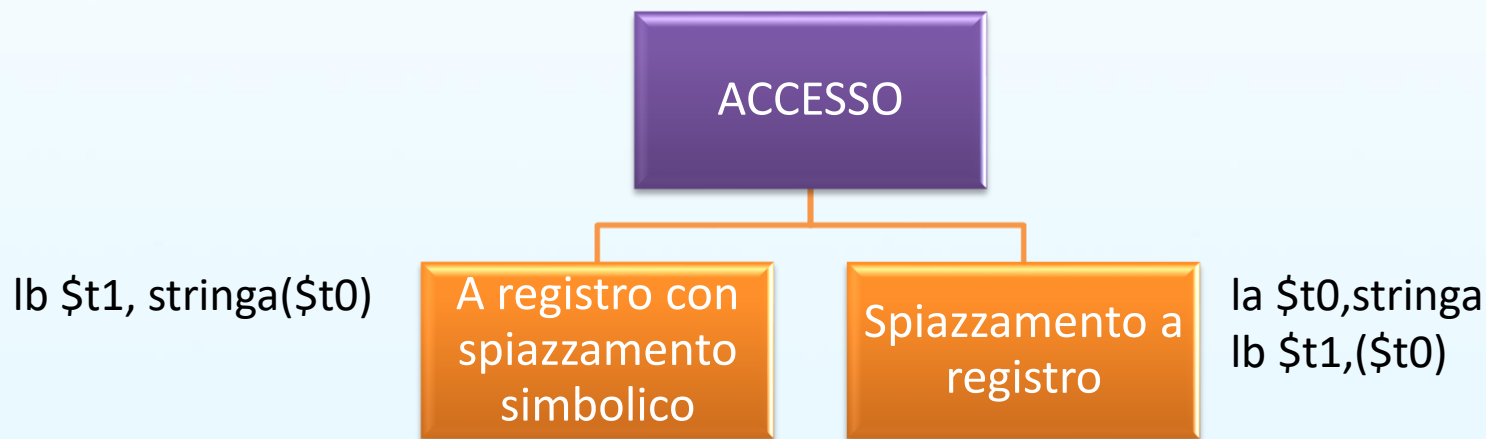 ACCESSO
lb $t1, stringa($t0)
A registro con
spiazzamento
simbolico
Spiazzamento a
registro
la $t0,stringa
lb $t1,($t0)